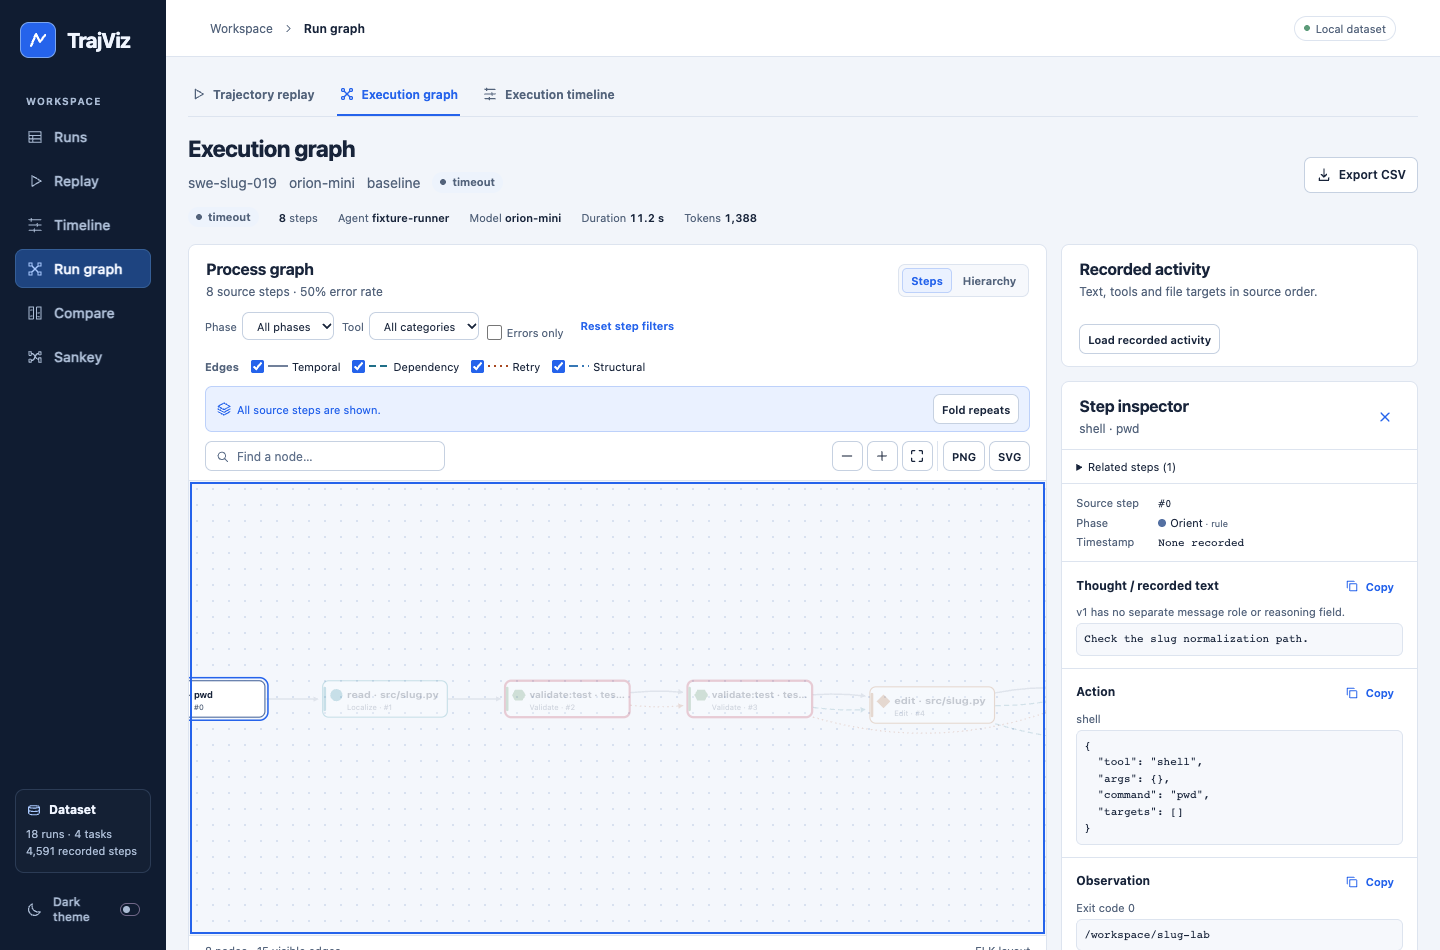 TrajViz
WORKSPACE
Runs
Replay
Timeline
Run graph
Compare
Sankey
Dataset
18 runs · 4 tasks
4,591 recorded steps
Dark theme
Workspace > Run graph
Local dataset
Trajectory replay
Execution graph
Execution timeline
Execution graph
swe-slug-019 orion-mini baseline timeout
timeout 8 steps Agent fixture-runner Model orion-mini Duration 11.2 s Tokens 1,388
Export CSV
Process graph
8 source steps · 50% error rate
Steps Hierarchy
Phase All phases Tool All categories Errors only Reset step filters
Edges Temporal Dependency Retry Structural
All source steps are shown.
Fold repeats
Find a node...
PNG SVG
pwd
#0
read · src/slug.py
Localize · #1
validate:test · tes...
Validate · #2
validate:test · tes...
Validate · #3
edit · src/slug.py
Edit · #4
Recorded activity
Text, tools and file targets in source order.
Load recorded activity
Step inspector
shell · pwd
Related steps (1)
Source step #0
Phase Orient · rule
Timestamp None recorded
Thought / recorded text Copy
v1 has no separate message role or reasoning field.
Check the slug normalization path.
Action Copy
shell
{
"tool": "shell",
"args": {},
"command": "pwd",
"targets": []
}
Observation Copy
Exit code 0
/workspace/slug-lab